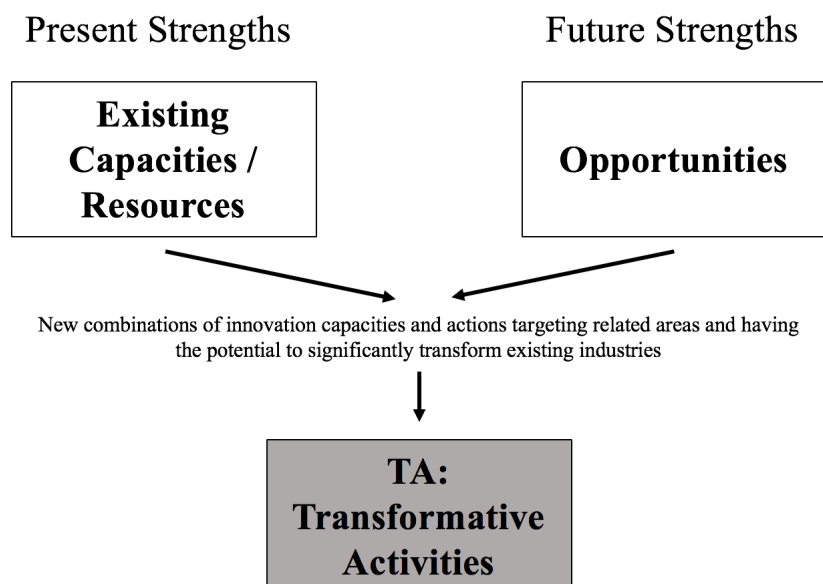 Present Strengths
Future Strengths
Existing
Capacities /
Resources
Opportunities
New combinations of innovation capacities and actions targeting related areas and having
the potential to significantly transform existing industries
TA:
Transformative
Activities